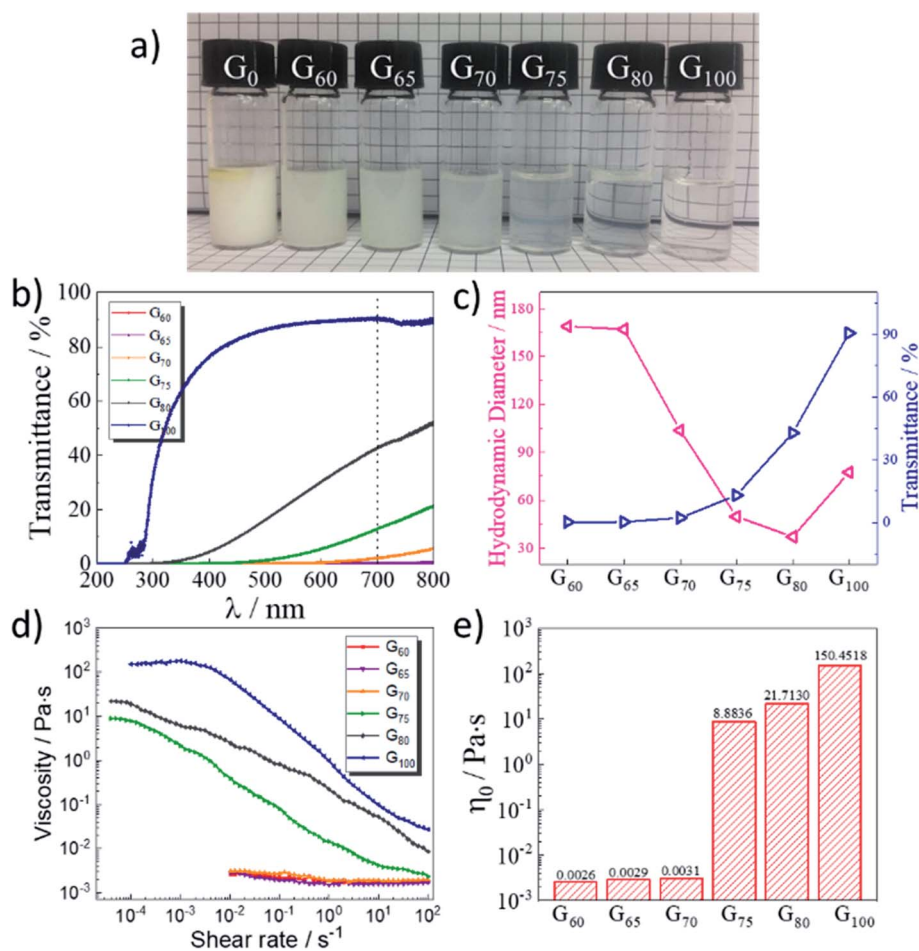 a)
G₀ G₆₀ G₆₅ G₇₀ G₇₅ G₈₀ G₁₀₀
b)
Transmittance / %
100
80
60
40
20
0
G₆₀
G₆₅
G₇₀
G₇₅
G₈₀
G₁₀₀
200 300 400 500 600 700 800
λ / nm
c)
Hydrodynamic Diameter / nm
180
150
120
90
60
30
Transmittance / %
90
60
30
0
G₆₀ G₆₅ G₇₀ G₇₅ G₈₀ G₁₀₀
d)
Viscosity / Pa·s
10³
10²
10¹
10⁰
10⁻¹
10⁻²
10⁻³
G₆₀
G₆₅
G₇₀
G₇₅
G₈₀
G₁₀₀
10⁻⁴ 10⁻³ 10⁻² 10⁻¹ 10⁰ 10¹ 10²
Shear rate / s⁻¹
e)
η₀ / Pa·s
10³
10²
10¹
10⁰
10⁻¹
10⁻²
10⁻³
0.0026 0.0029 0.0031 8.8836 21.7130 150.4518
G₆₀ G₆₅ G₇₀ G₇₅ G₈₀ G₁₀₀